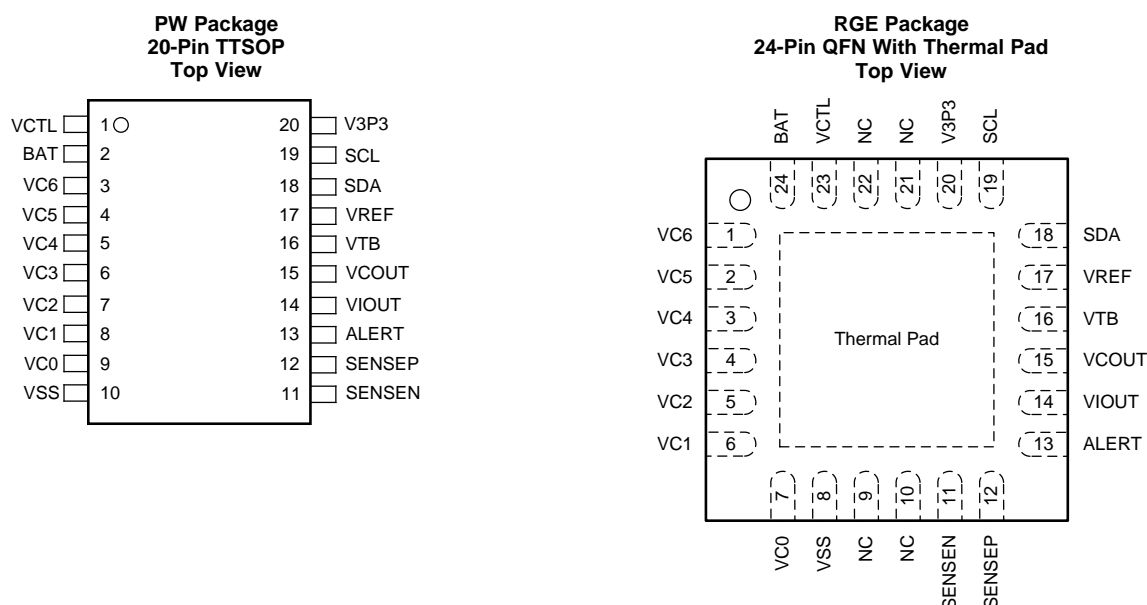 PW Package
20-Pin TTSOP
Top View
VCTL 1 20 V3P3
BAT 2 19 SCL
VC6 3 18 SDA
VC5 4 17 VREF
VC4 5 16 VTB
VC3 6 15 VCOUT
VC2 7 14 VIOUT
VC1 8 13 ALERT
VC0 9 12 SENSEP
VSS 10 11 SENSEN
RGE Package
24-Pin QFN With Thermal Pad
Top View
BAT VCTL NC NC V3P3 SCL
24 23 22 21 20 19
VC6 1 18 SDA
VC5 2 17 VREF
VC4 3 16 VTB
VC3 4 15 VCOUT
VC2 5 14 VIOUT
VC1 6 13 ALERT
Thermal Pad
7 8 9 10 11 12
VC0 VSS NC NC SENSEN SENSEP